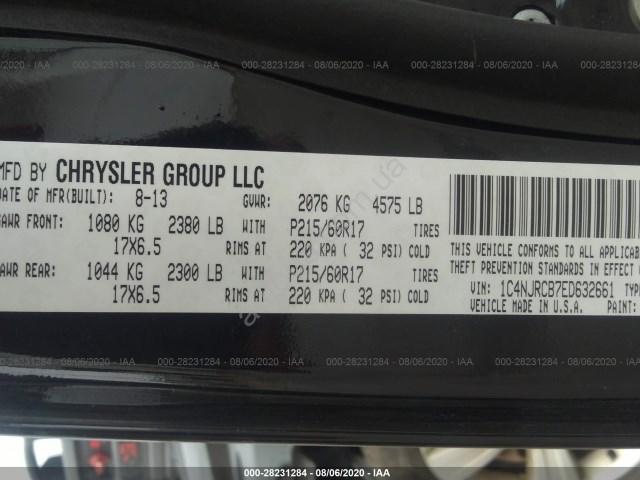 000-28231284 - 08/06/2020 - IAA
MFD BY CHRYSLER GROUP LLC
DATE OF MFR(BUILT): 8-13 GVWR: 2076 KG 4575 LB
GAWR FRONT: 1080 KG 2380 LB WITH P215/60R17 TIRES
17X6.5 RIMS AT 220 KPA ( 32 PSI) COLD
GAWR REAR: 1044 KG 2300 LB WITH P215/60R17 TIRES
17X6.5 RIMS AT 220 KPA ( 32 PSI) COLD
THIS VEHICLE CONFORMS TO ALL APPLICAB
THEFT PREVENTION STANDARDS IN EFFECT O
VIN: 1C4NJRCB7ED632661 TYP
VEHICLE MADE IN U.S.A. PAINT:
000-28231284 - 08/06/2020 - IAA